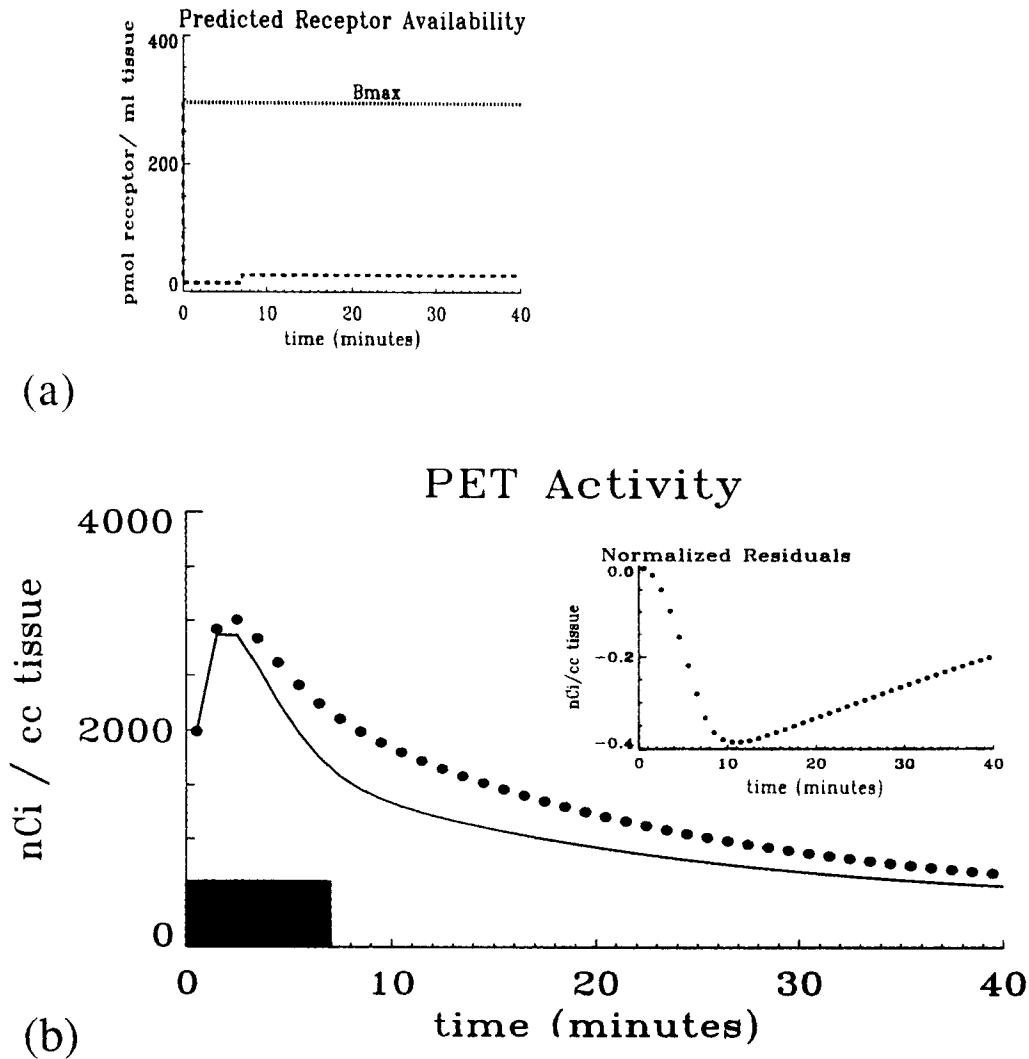 Predicted Receptor Availability
pmol receptor/ ml tissue
400
200
0
Bmax
0 10 20 30 40
time (minutes)
(a)
PET Activity
nCi / cc tissue
4000
3000
2000
0
Normalized Residuals
nCi/cc tissue
0.0
-0.2
-0.4
0 10 20 30 40
time (minutes)
0 10 20 30 40
time (minutes)
(b)